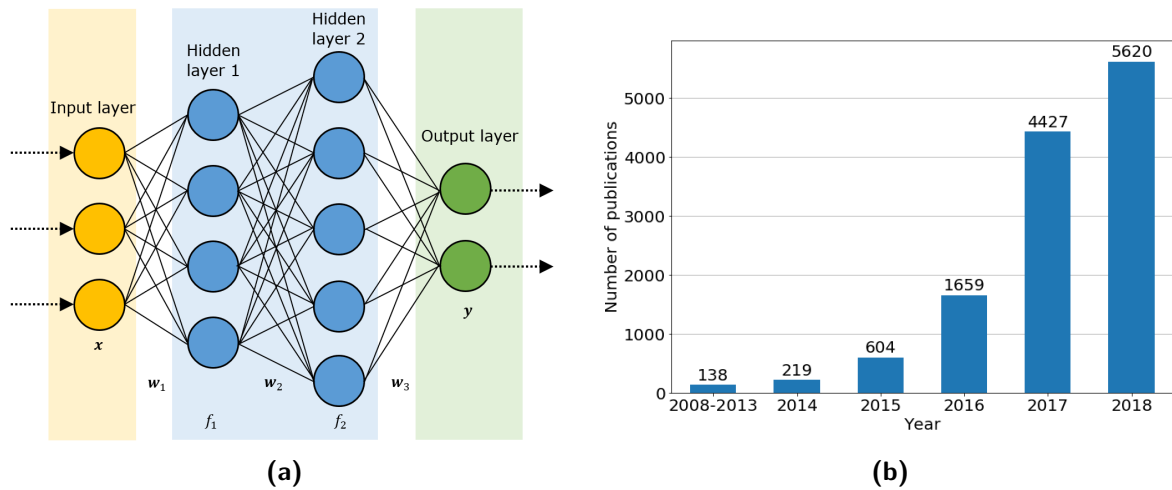 Hidden
layer 2
Hidden
layer 1
Input layer
Output layer
x
y
w1
w2
w3
f1
f2
(a)
Number of publications
5000
4000
3000
2000
1000
0
138
219
604
1659
4427
5620
2008-2013 2014 2015 2016 2017 2018
Year
(b)